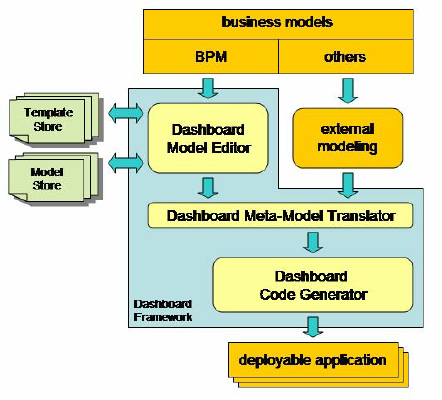 business models
BPM
others
Template
Store
Dashboard
Model Editor
external
modeling
Model
Store
Dashboard Meta-Model Translator
Dashboard
Code Generator
Dashboard
Framework
deployable application